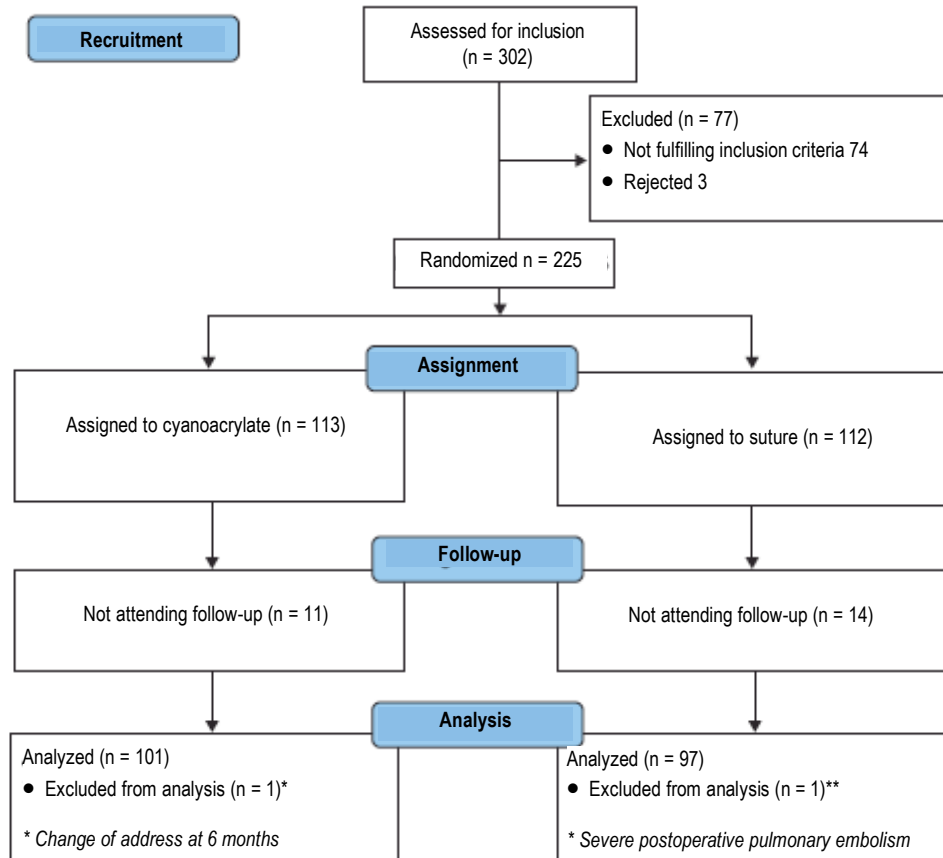 Recruitment
Assessed for inclusion
(n = 302)
Excluded (n = 77)
● Not fulfilling inclusion criteria 74
● Rejected 3
Randomized n = 225
Assignment
Assigned to cyanoacrylate (n = 113)
Assigned to suture (n = 112)
Follow-up
Not attending follow-up (n = 11)
Not attending follow-up (n = 14)
Analysis
Analyzed (n = 101)
● Excluded from analysis (n = 1)*
* Change of address at 6 months
Analyzed (n = 97)
● Excluded from analysis (n = 1)**
* Severe postoperative pulmonary embolism